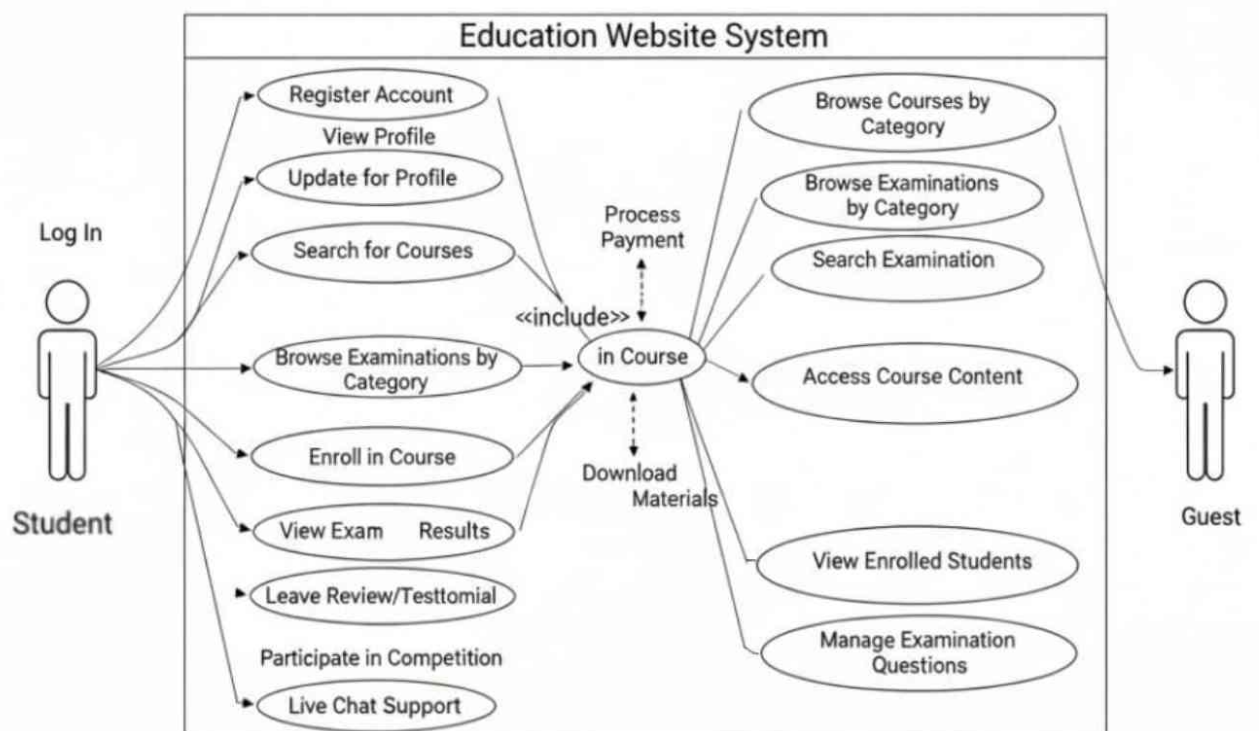 Education Website System
Register Account
View Profile
Update for Profile
Search for Courses
Log In
Student
Browse Examinations by
Category
Enroll in Course
View Exam Results
Leave Review/Testtomial
Participate in Competition
Live Chat Support
Process
Payment
«include»
in Course
Download
Materials
Browse Courses by
Category
Browse Examinations
by Category
Search Examination
Access Course Content
View Enrolled Students
Manage Examination
Questions
Guest